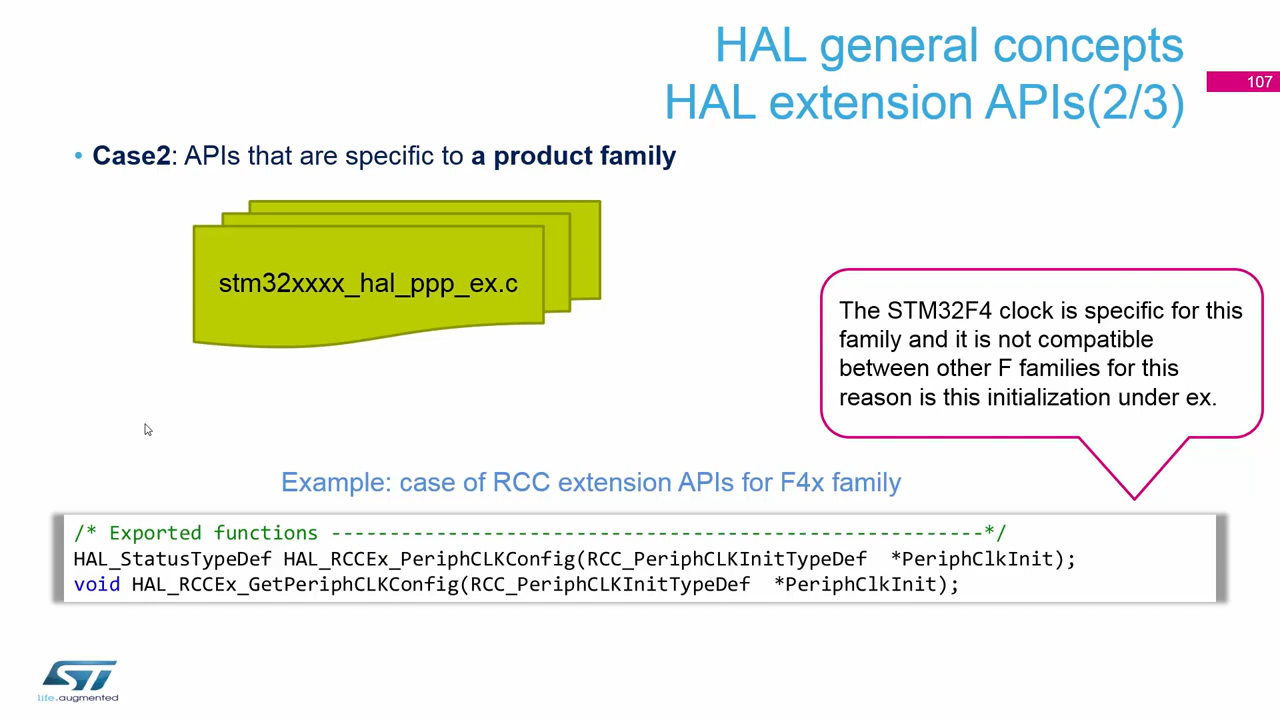 HAL general concepts
HAL extension APIs(2/3)
107
• Case2: APIs that are specific to a product family
stm32xxxx_hal_ppp_ex.c
The STM32F4 clock is specific for this
family and it is not compatible
between other F families for this
reason is this initialization under ex.
Example: case of RCC extension APIs for F4x family
/* Exported functions --------------------------------------------------------*/
HAL_StatusTypeDef HAL_RCCEx_PeriphCLKConfig(RCC_PeriphCLKInitTypeDef  *PeriphClkInit);
void HAL_RCCEx_GetPeriphCLKConfig(RCC_PeriphCLKInitTypeDef  *PeriphClkInit);
ST
life.augmented